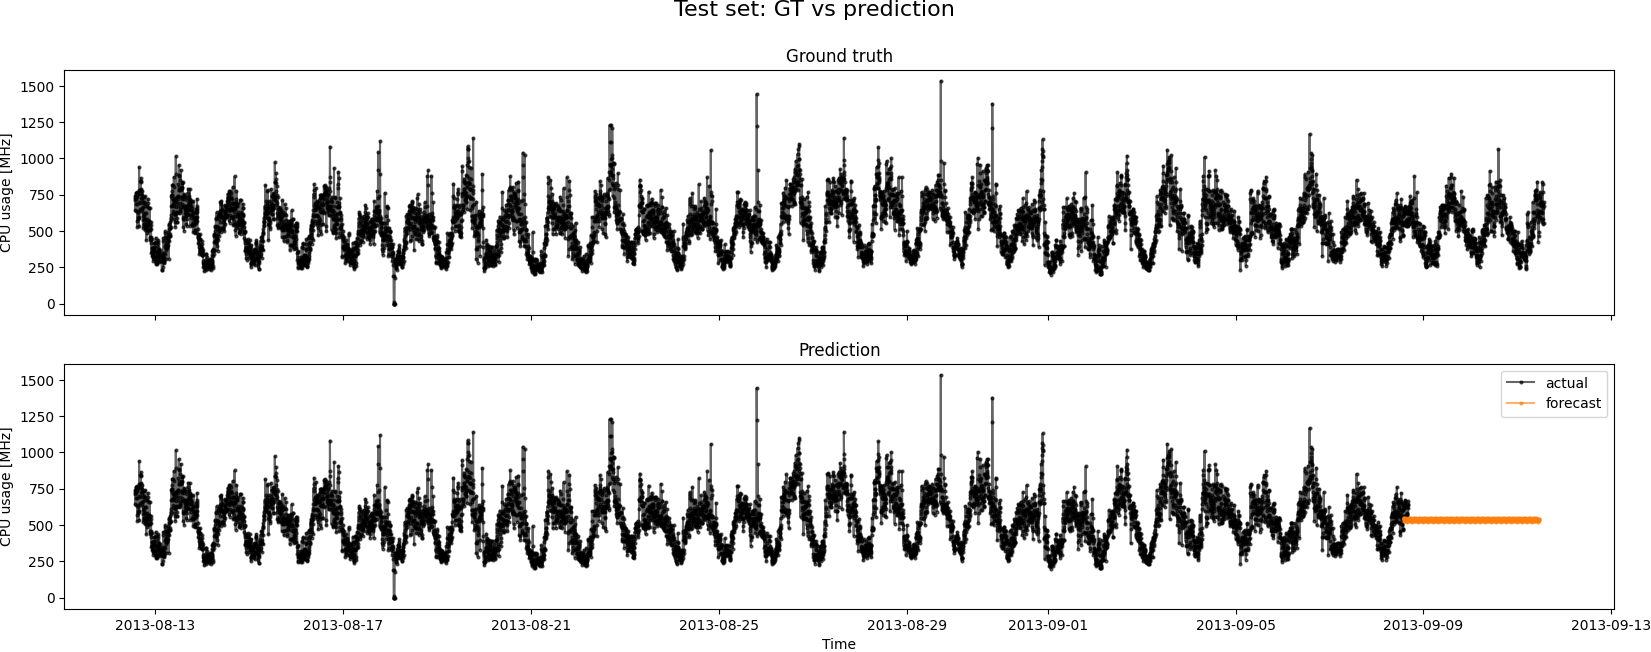 Test set: GT vs prediction
Ground truth
CPU usage [MHz]
1500
1250
1000
750
500
250
0
Prediction
CPU usage [MHz]
1500
1250
1000
750
500
250
0
actual
forecast
2013-08-13 2013-08-17 2013-08-21 2013-08-25 2013-08-29 2013-09-01 2013-09-05 2013-09-09 2013-09-13
Time